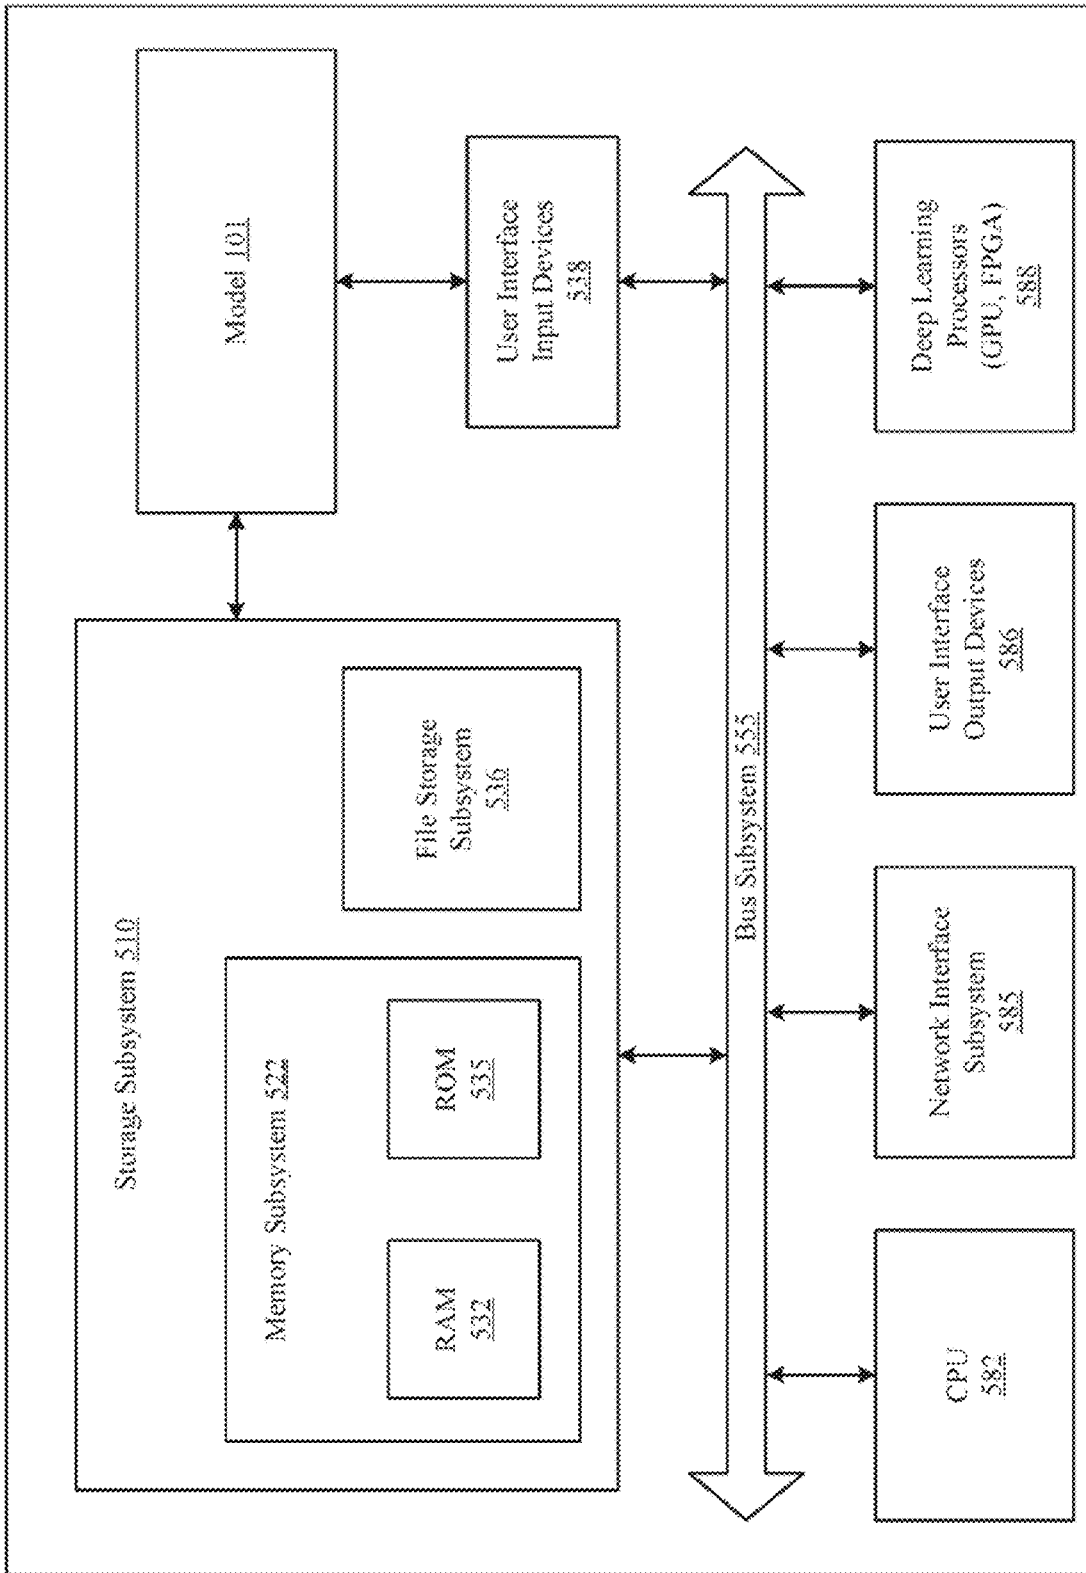 Storage Subsystem 510
Memory Subsystem 522
RAM
532
ROM
535
File Storage
Subsystem
536
Model 101
User Interface
Input Devices
538
Bus Subsystem 555
CPU
582
Network Interface
Subsystem
585
User Interface
Output Devices
586
Deep Learning
Processors
(GPU, FPGA)
588